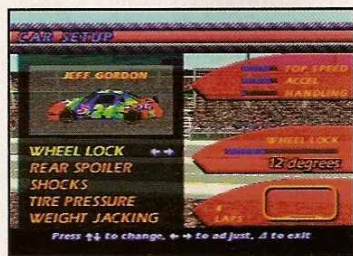 CAR SETUP
JEFF GORDON
24
TOP SPEED
ACCEL
HANDLING
WHEEL LOCK ←→
REAR SPOILER
SHOCKS
TIRE PRESSURE
WEIGHT JACKING
WHEEL LOCK
12 degrees
LAPS
Press ↑↓ to change, ← → to adjust, Δ to exit